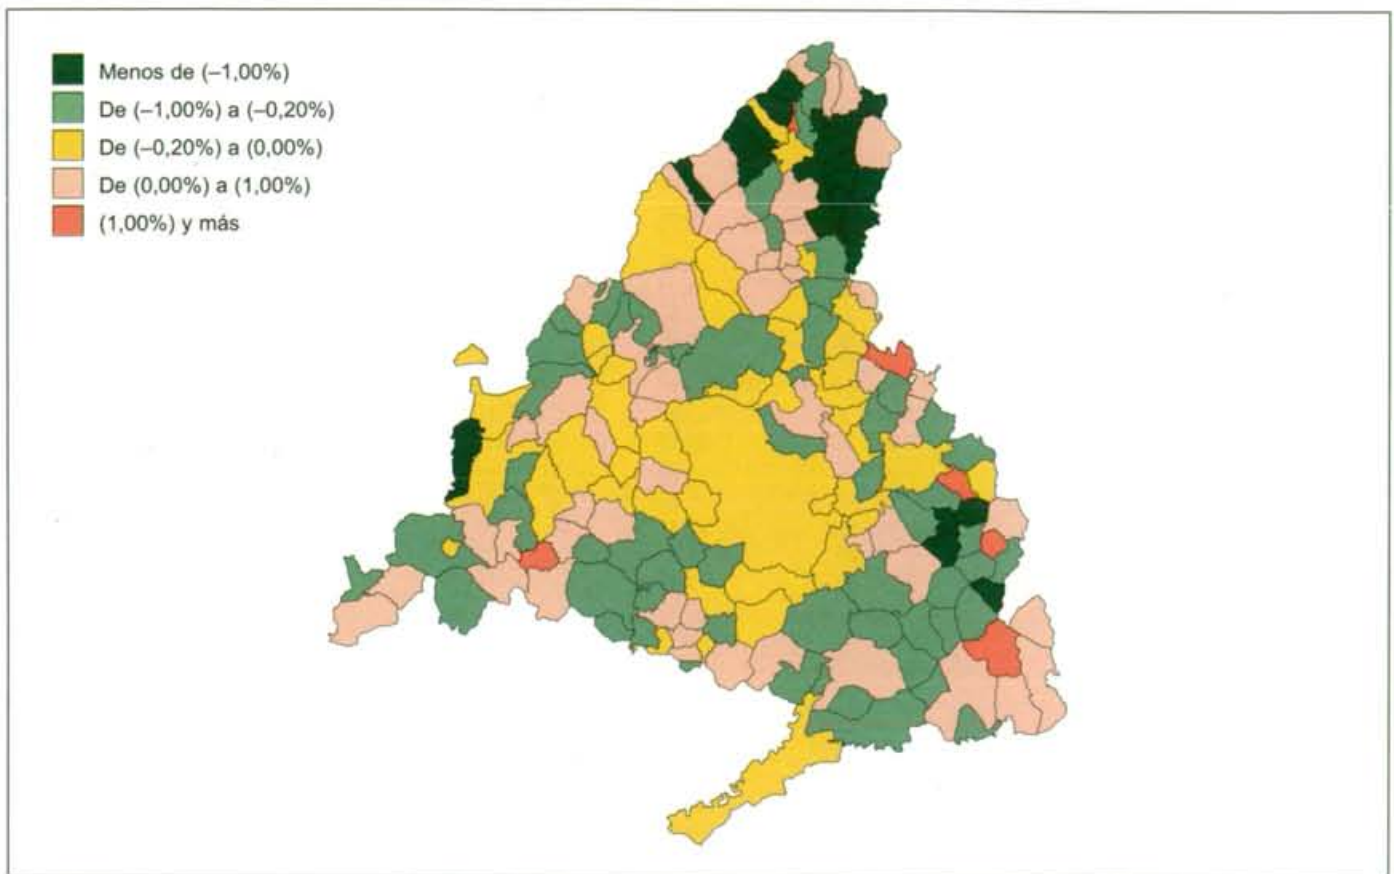 Menos de (–1,00%)
De (–1,00%) a (–0,20%)
De (–0,20%) a (0,00%)
De (0,00%) a (1,00%)
(1,00%) y más